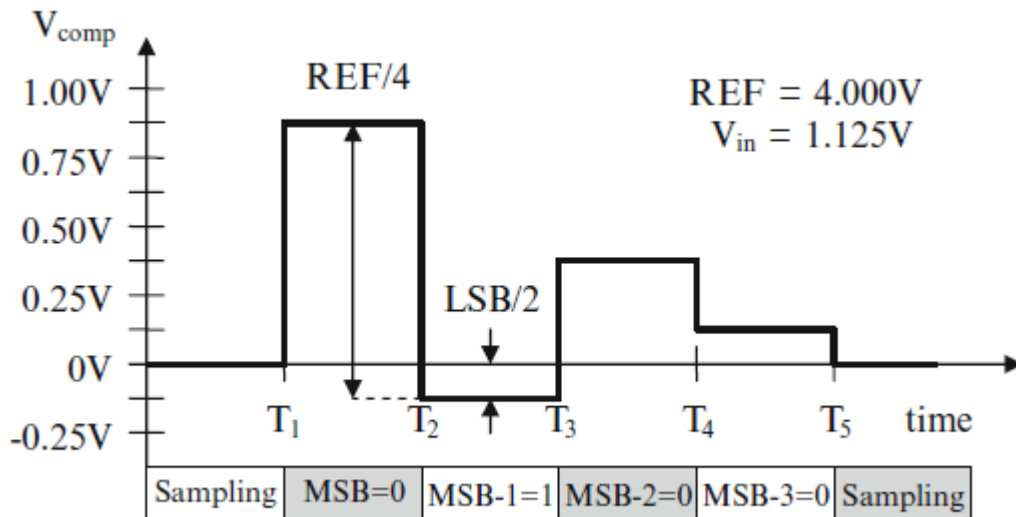 V_comp
1.00V
0.75V
0.50V
0.25V
0V
-0.25V
REF/4
REF = 4.000V
V_in = 1.125V
LSB/2
T_1
T_2
T_3
T_4
T_5
time
Sampling
MSB=0
MSB-1=1
MSB-2=0
MSB-3=0
Sampling